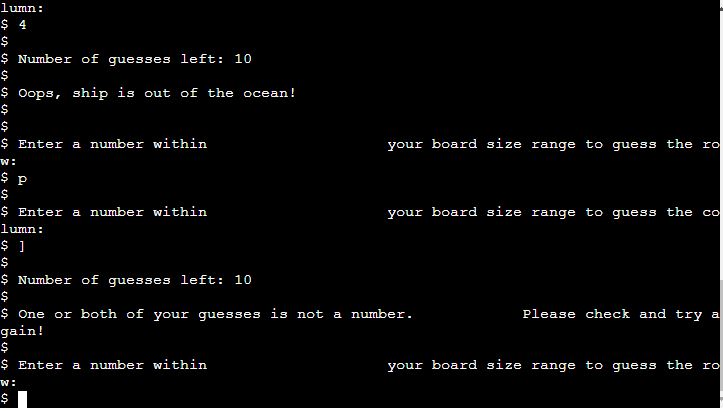 lumn:
$ 4
$
$ Number of guesses left: 10
$
$ Oops, ship is out of the ocean!
$
$
$ Enter a number within                    your board size range to guess the ro
w:
$ p
$
$ Enter a number within                    your board size range to guess the co
lumn:
$ ]
$
$ Number of guesses left: 10
$
$ One or both of your guesses is not a number.            Please check and try a
gain!
$
$ Enter a number within                    your board size range to guess the ro
w:
$